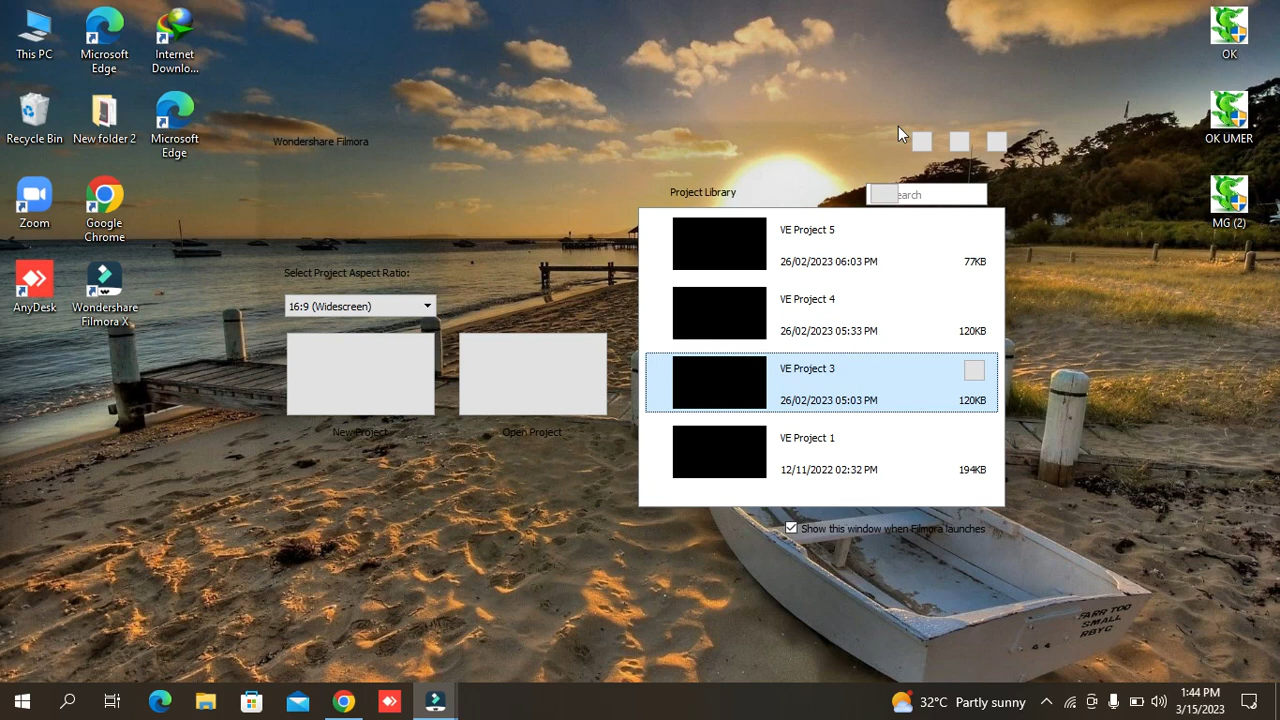 This PC
Microsoft
Edge
Internet
Downlo...
OK
Recycle Bin
New folder 2
Microsoft
Edge
OK UMER
Wondershare Filmora
Project Library
earch
Zoom
Google
Chrome
MG (2)
VE Project 5
26/02/2023 06:03 PM
77KB
Select Project Aspect Ratio:
AnyDesk
Wondershare
Filmora X
16:9 (Widescreen)
VE Project 4
26/02/2023 05:33 PM
120KB
VE Project 3
26/02/2023 05:03 PM
120KB
New Project
Open Project
VE Project 1
12/11/2022 02:32 PM
194KB
Show this window when Filmora launches
FARR TOO
SMALL
RBYC
32°C Partly sunny
1:44 PM
3/15/2023